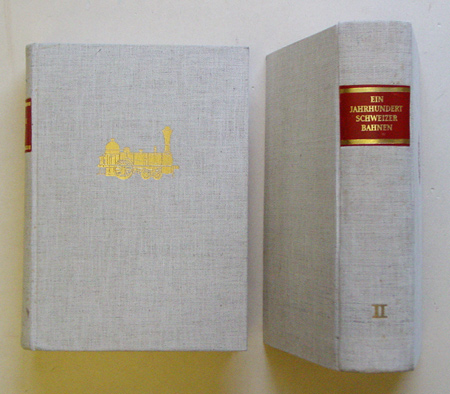 EIN
JAHRHUNDERT
SCHWEIZER
BAHNEN
II